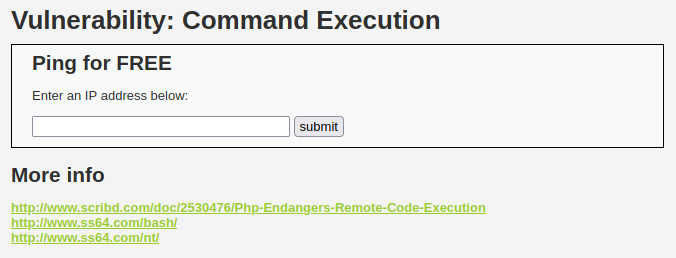 Vulnerability: Command Execution
Ping for FREE
Enter an IP address below:
submit
More info
http://www.scribd.com/doc/2530476/Php-Endangers-Remote-Code-Execution
http://www.ss64.com/bash/
http://www.ss64.com/nt/